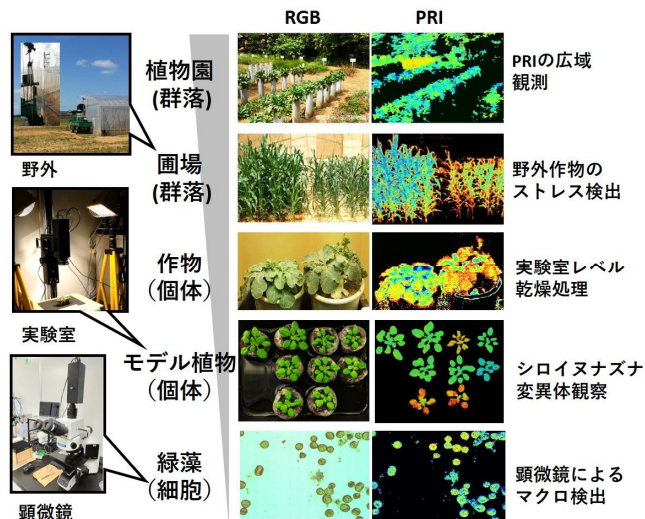 RGB
PRI
植物園
(群落)
PRIの広域
観測
野外
圃場
(群落)
野外作物の
ストレス検出
作物
（個体）
実験室レベル
乾燥処理
実験室
モデル植物
（個体）
シロイヌナズナ
変異体観察
緑藻
（細胞）
顕微鏡による
マクロ検出
顕微鏡